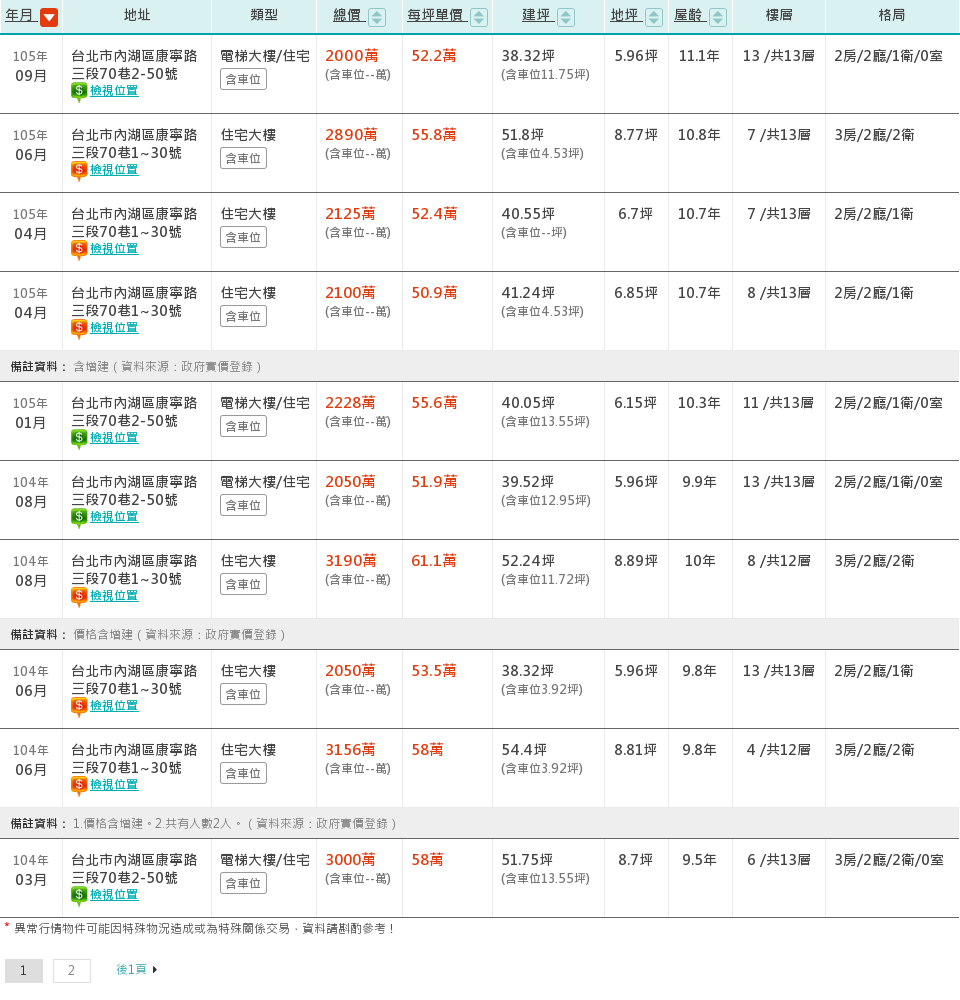 年月 地址 類型 總價 每坪單價 建坪 地坪 屋齡 樓層 格局
105年 台北市內湖區康寧路 電梯大樓/住宅 2000萬 52.2萬 38.32坪 5.96坪 11.1年 13 /共13層 2房/2廳/1衛/0室
09月 三段70巷2-50號 含車位 (含車位--萬) (含車位11.75坪)
檢視位置
105年 台北市內湖區康寧路 住宅大樓 2890萬 55.8萬 51.8坪 8.77坪 10.8年 7 /共13層 3房/2廳/2衛
06月 三段70巷1~30號 含車位 (含車位--萬) (含車位4.53坪)
檢視位置
105年 台北市內湖區康寧路 住宅大樓 2125萬 52.4萬 40.55坪 6.7坪 10.7年 7 /共13層 2房/2廳/1衛
04月 三段70巷1~30號 含車位 (含車位--萬) (含車位--坪)
檢視位置
105年 台北市內湖區康寧路 住宅大樓 2100萬 50.9萬 41.24坪 6.85坪 10.7年 8 /共13層 2房/2廳/1衛
04月 三段70巷1~30號 含車位 (含車位--萬) (含車位4.53坪)
檢視位置
備註資料： 含增建 ( 資料來源：政府實價登錄 )
105年 台北市內湖區康寧路 電梯大樓/住宅 2228萬 55.6萬 40.05坪 6.15坪 10.3年 11 /共13層 2房/2廳/1衛/0室
01月 三段70巷2-50號 含車位 (含車位--萬) (含車位13.55坪)
檢視位置
104年 台北市內湖區康寧路 電梯大樓/住宅 2050萬 51.9萬 39.52坪 5.96坪 9.9年 13 /共13層 2房/2廳/1衛/0室
08月 三段70巷2-50號 含車位 (含車位--萬) (含車位12.95坪)
檢視位置
104年 台北市內湖區康寧路 住宅大樓 3190萬 61.1萬 52.24坪 8.89坪 10年 8 /共12層 3房/2廳/2衛
08月 三段70巷1~30號 含車位 (含車位--萬) (含車位11.72坪)
檢視位置
備註資料： 價格含增建 ( 資料來源：政府實價登錄 )
104年 台北市內湖區康寧路 住宅大樓 2050萬 53.5萬 38.32坪 5.96坪 9.8年 13 /共13層 2房/2廳/1衛
06月 三段70巷1~30號 含車位 (含車位--萬) (含車位3.92坪)
檢視位置
104年 台北市內湖區康寧路 住宅大樓 3156萬 58萬 54.4坪 8.81坪 9.8年 4 /共12層 3房/2廳/2衛
06月 三段70巷1~30號 含車位 (含車位--萬) (含車位3.92坪)
檢視位置
備註資料： 1.價格含增建。2.共有人數2人。 ( 資料來源：政府實價登錄 )
104年 台北市內湖區康寧路 電梯大樓/住宅 3000萬 58萬 51.75坪 8.7坪 9.5年 6 /共13層 3房/2廳/2衛/0室
03月 三段70巷2-50號 含車位 (含車位--萬) (含車位13.55坪)
檢視位置
* 異常行情物件可能因特殊物況造成或為特殊關係交易，資料請斟酌參考！
1 2 後1頁